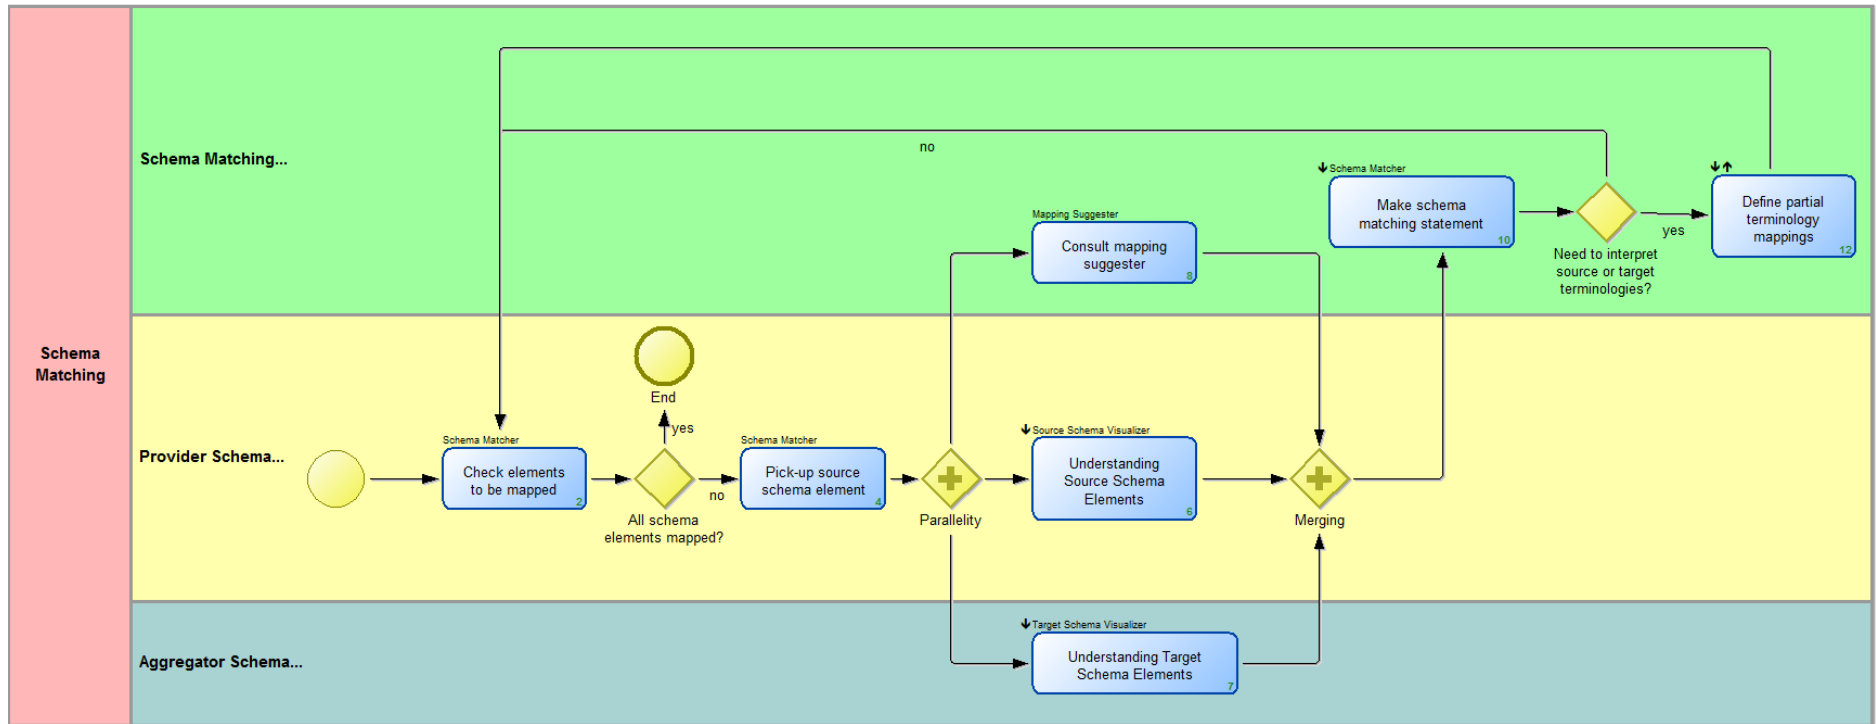 Schema
Matching
Schema Matching...
no
Mapping Suggester
Consult mapping
suggester
8
Schema Matcher
Make schema
matching statement
10
Need to interpret
source or target
terminologies?
yes
Define partial
terminology
mappings
12
Provider Schema...
Schema Matcher
Check elements
to be mapped
2
End
yes
All schema
elements mapped?
no
Schema Matcher
Pick-up source
schema element
4
Parallelity
Source Schema Visualizer
Understanding
Source Schema
Elements
6
Merging
Aggregator Schema...
Target Schema Visualizer
Understanding Target
Schema Elements
7